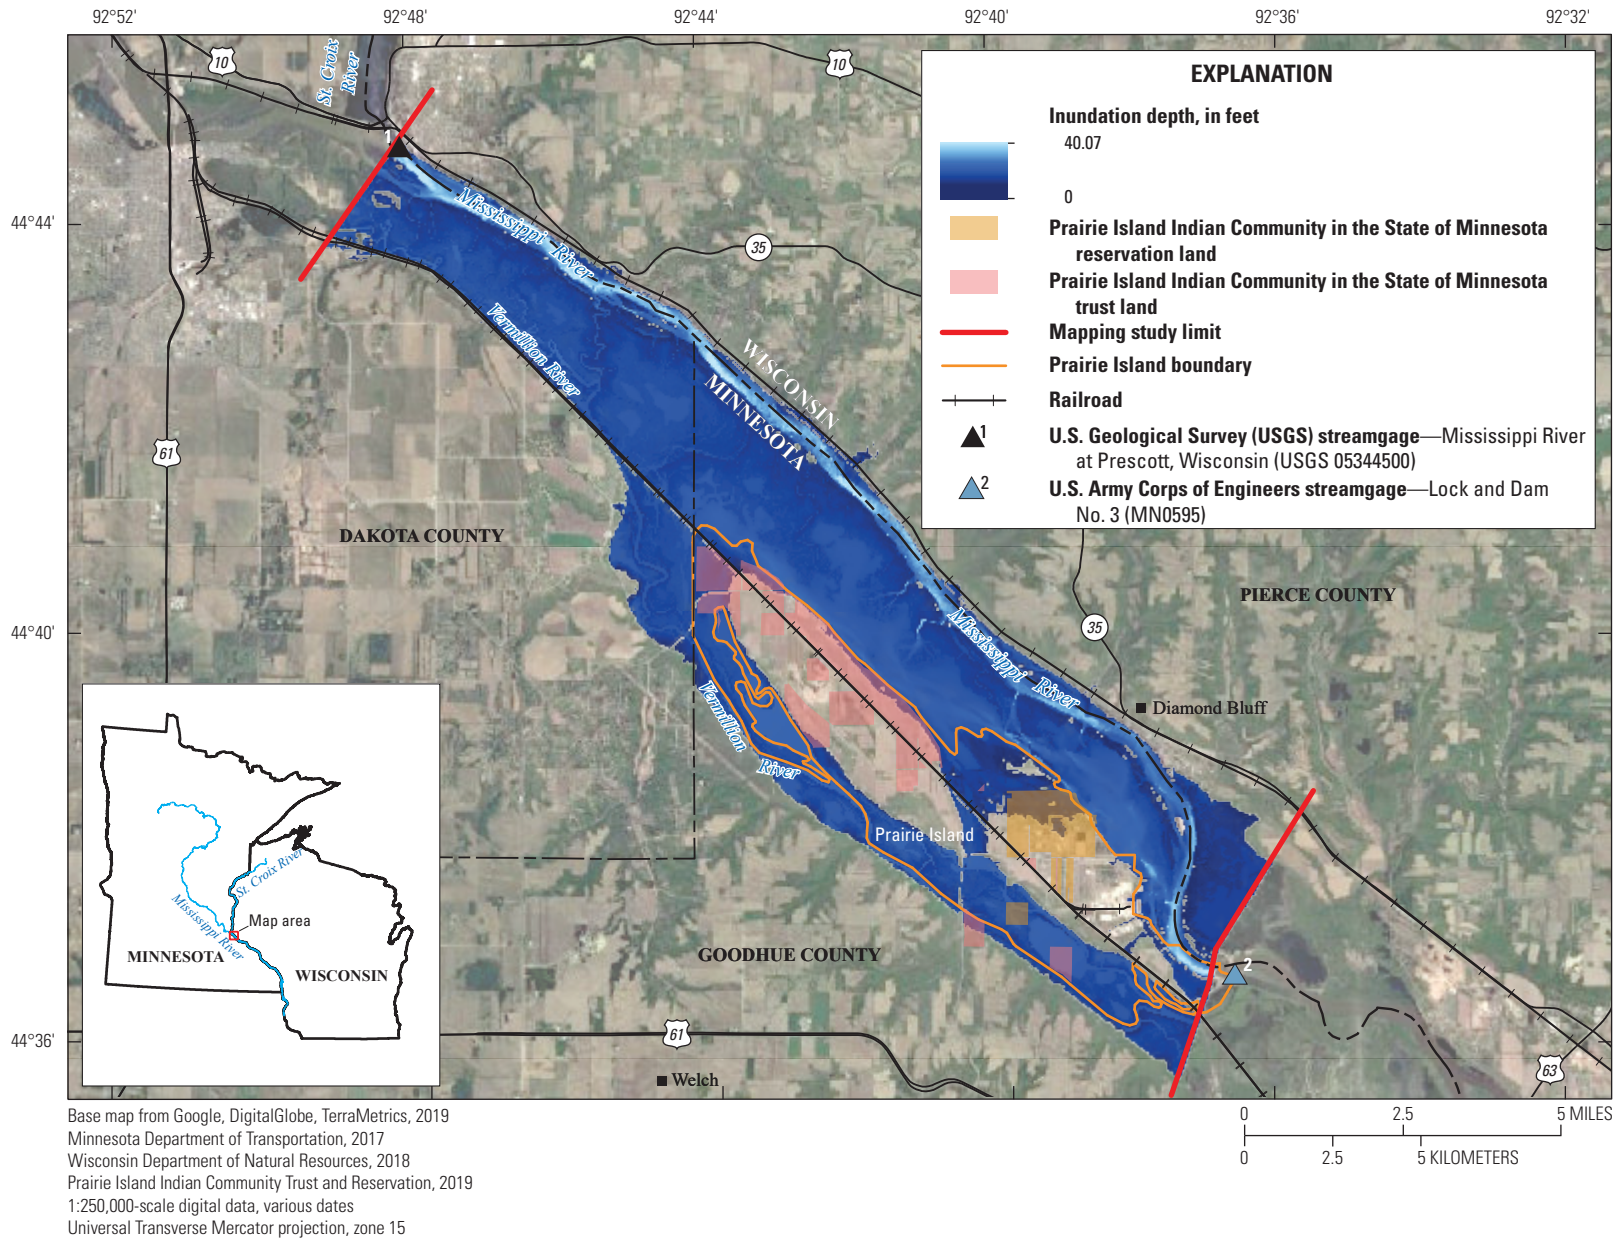 92°52'
92°48'
92°44'
92°40'
92°36'
92°32'
44°44'
44°40'
44°36'
10
St. Croix
River
10
1
Mississippi River
35
Vermillion River
WISCONSIN
MINNESOTA
61
DAKOTA COUNTY
PIERCE COUNTY
35
Mississippi River
Diamond Bluff
Vermillion
River
Prairie Island
GOODHUE COUNTY
2
61
Welch
63
EXPLANATION
Inundation depth, in feet
40.07
0
Prairie Island Indian Community in the State of Minnesota
reservation land
Prairie Island Indian Community in the State of Minnesota
trust land
Mapping study limit
Prairie Island boundary
Railroad
1 U.S. Geological Survey (USGS) streamgage—Mississippi River
at Prescott, Wisconsin (USGS 05344500)
2 U.S. Army Corps of Engineers streamgage—Lock and Dam
No. 3 (MN0595)
St. Croix River
Mississippi River
Map area
MINNESOTA
WISCONSIN
Base map from Google, DigitalGlobe, TerraMetrics, 2019
Minnesota Department of Transportation, 2017
Wisconsin Department of Natural Resources, 2018
Prairie Island Indian Community Trust and Reservation, 2019
1:250,000-scale digital data, various dates
Universal Transverse Mercator projection, zone 15
0 2.5 5 MILES
0 2.5 5 KILOMETERS